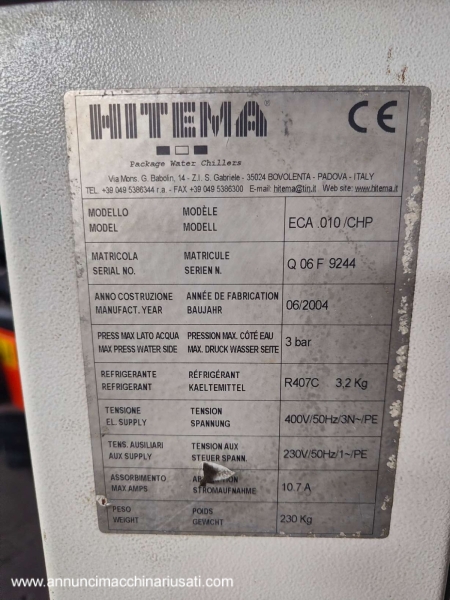 HITEMA®
CE
Package Water Chillers
Via Mons. G. Babolin, 14 - Z.I. S. Gabriele - 35024 BOVOLENTA - PADOVA - ITALY
TEL. +39 049 5386344 r.a. - FAX +39 049 5386300 E-mail: hitema@tin.it Web site: www.hitema.it
MODELLO MODÈLE
MODEL MODELL
ECA .010 /CHP
MATRICOLA MATRICULE
SERIAL NO. SERIEN N.
Q 06 F 9244
ANNO COSTRUZIONE ANNÉE DE FABRICATION
MANUFACT. YEAR BAUJAHR
06/2004
PRESS MAX LATO ACQUA PRESSION MAX. CÔTÉ EAU
MAX PRESS WATER SIDE MAX. DRUCK WASSER SEITE
3 bar
REFRIGERANTE RÉFRIGÉRANT
REFRIGERANT KAELTEMITTEL
R407C 3,2 Kg
TENSIONE TENSION
EL. SUPPLY SPANNUNG
400V/50Hz/3N~/PE
TENS. AUSILIARI TENSION AUX
AUX SUPPLY STEUER SPANN.
230V/50Hz/1~/PE
ASSORBIMENTO
MAX AMPS STROMAUFNAHME
10.7 A
PESO POIDS
WEIGHT GEWICHT
230 Kg
www.annuncimacchinariusati.com